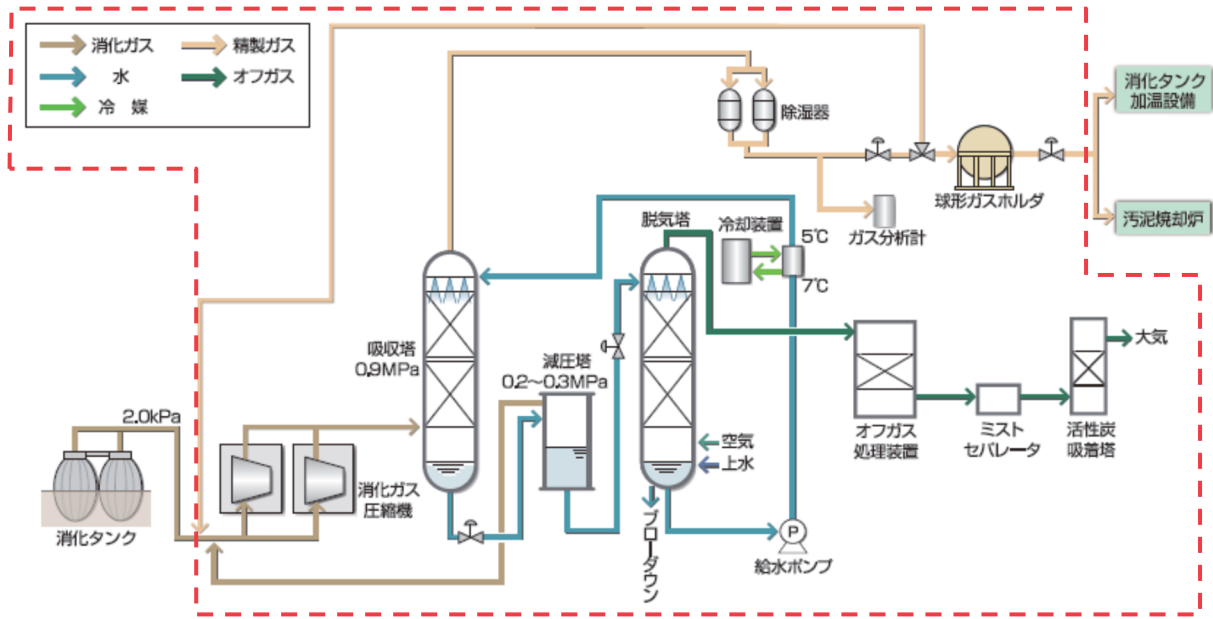 消化ガス
精製ガス
水
オフガス
冷 媒
消化タンク
加温設備
除湿器
球形ガスホルダ
汚泥焼却炉
ガス分析計
脱気塔
冷却装置
5℃
7℃
吸収塔
0.9MPa
減圧塔
0.2～0.3MPa
大気
2.0kPa
空気
上水
オフガス
処理装置
ミスト
セパレータ
活性炭
吸着塔
消化ガス
圧縮機
消化タンク
P
給水ポンプ
ブローダウン